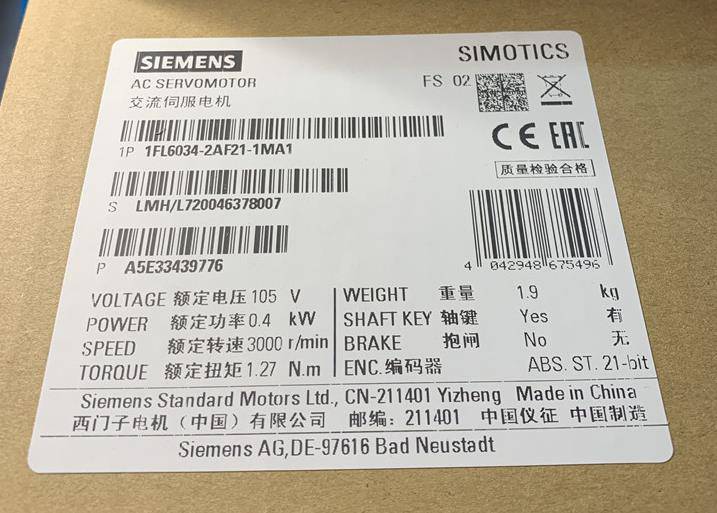 SIEMENS
SIMOTICS
AC SERVOMOTOR
FS 02
交流伺服电机
CE EAC
1P 1FL6034-2AF21-1MA1
质量检验合格
S LMH/L720046378007
P A5E33439776
4 042948 675496
VOLTAGE 额定电压 105 V
POWER 额定功率 0.4 kW
SPEED 额定转速 3000 r/min
TORQUE 额定扭矩 1.27 N.m
WEIGHT 重量 1.9 kg
SHAFT KEY 轴键 Yes 有
BRAKE 抱闸 No 无
ENC. 编码器 ABS. ST. 21-bit
Siemens Standard Motors Ltd., CN-211401 Yizheng Made in China
西门子电机（中国）有限公司 邮编：211401 中国仪征 中国制造
Siemens AG,DE-97616 Bad Neustadt